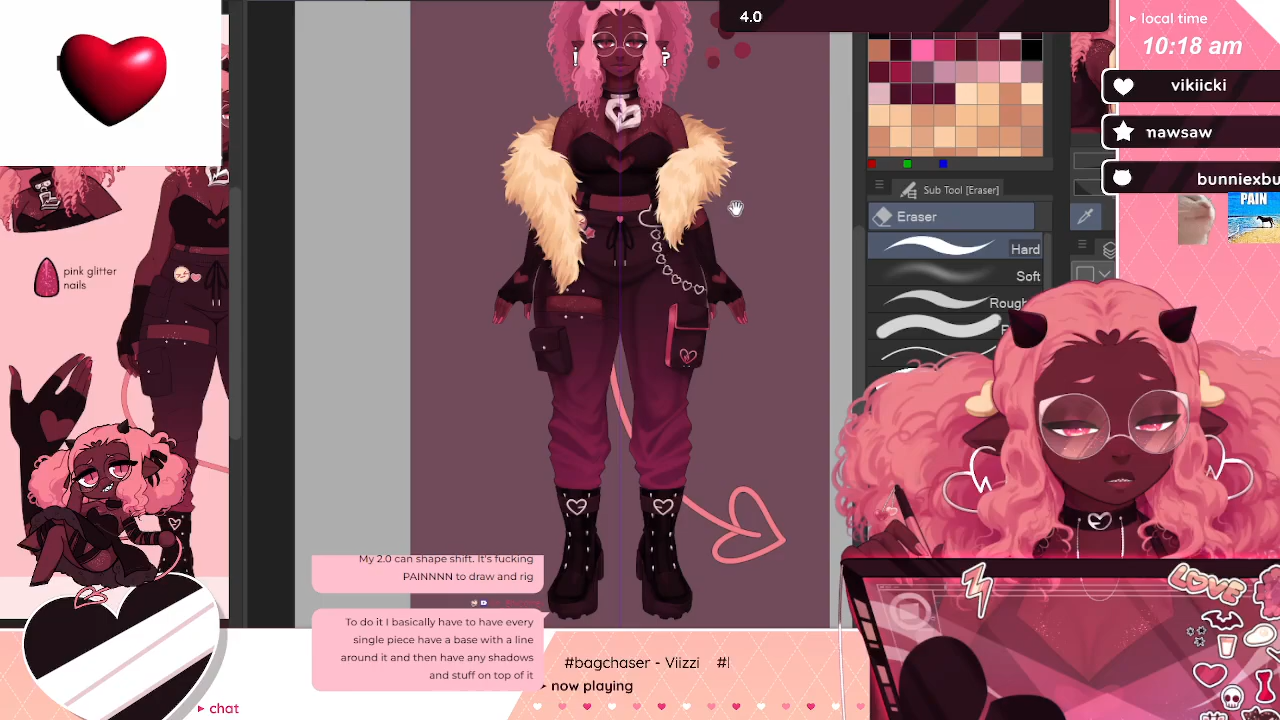 4.0
local time
10:18 am
vikiicki
nawsaw
bunniexbu
PAIN
! ?
pink glitter
nails
Sub Tool [Eraser]
Eraser
Hard
Soft
Rough
My 2.0 can shape shift. It's fucking
PAINNNN to draw and rig
To do it I basically have to have every
single piece have a base with a line
around it and then have any shadows
and stuff on top of it
#bagchaser - Viizzi #
now playing
chat
LOVE